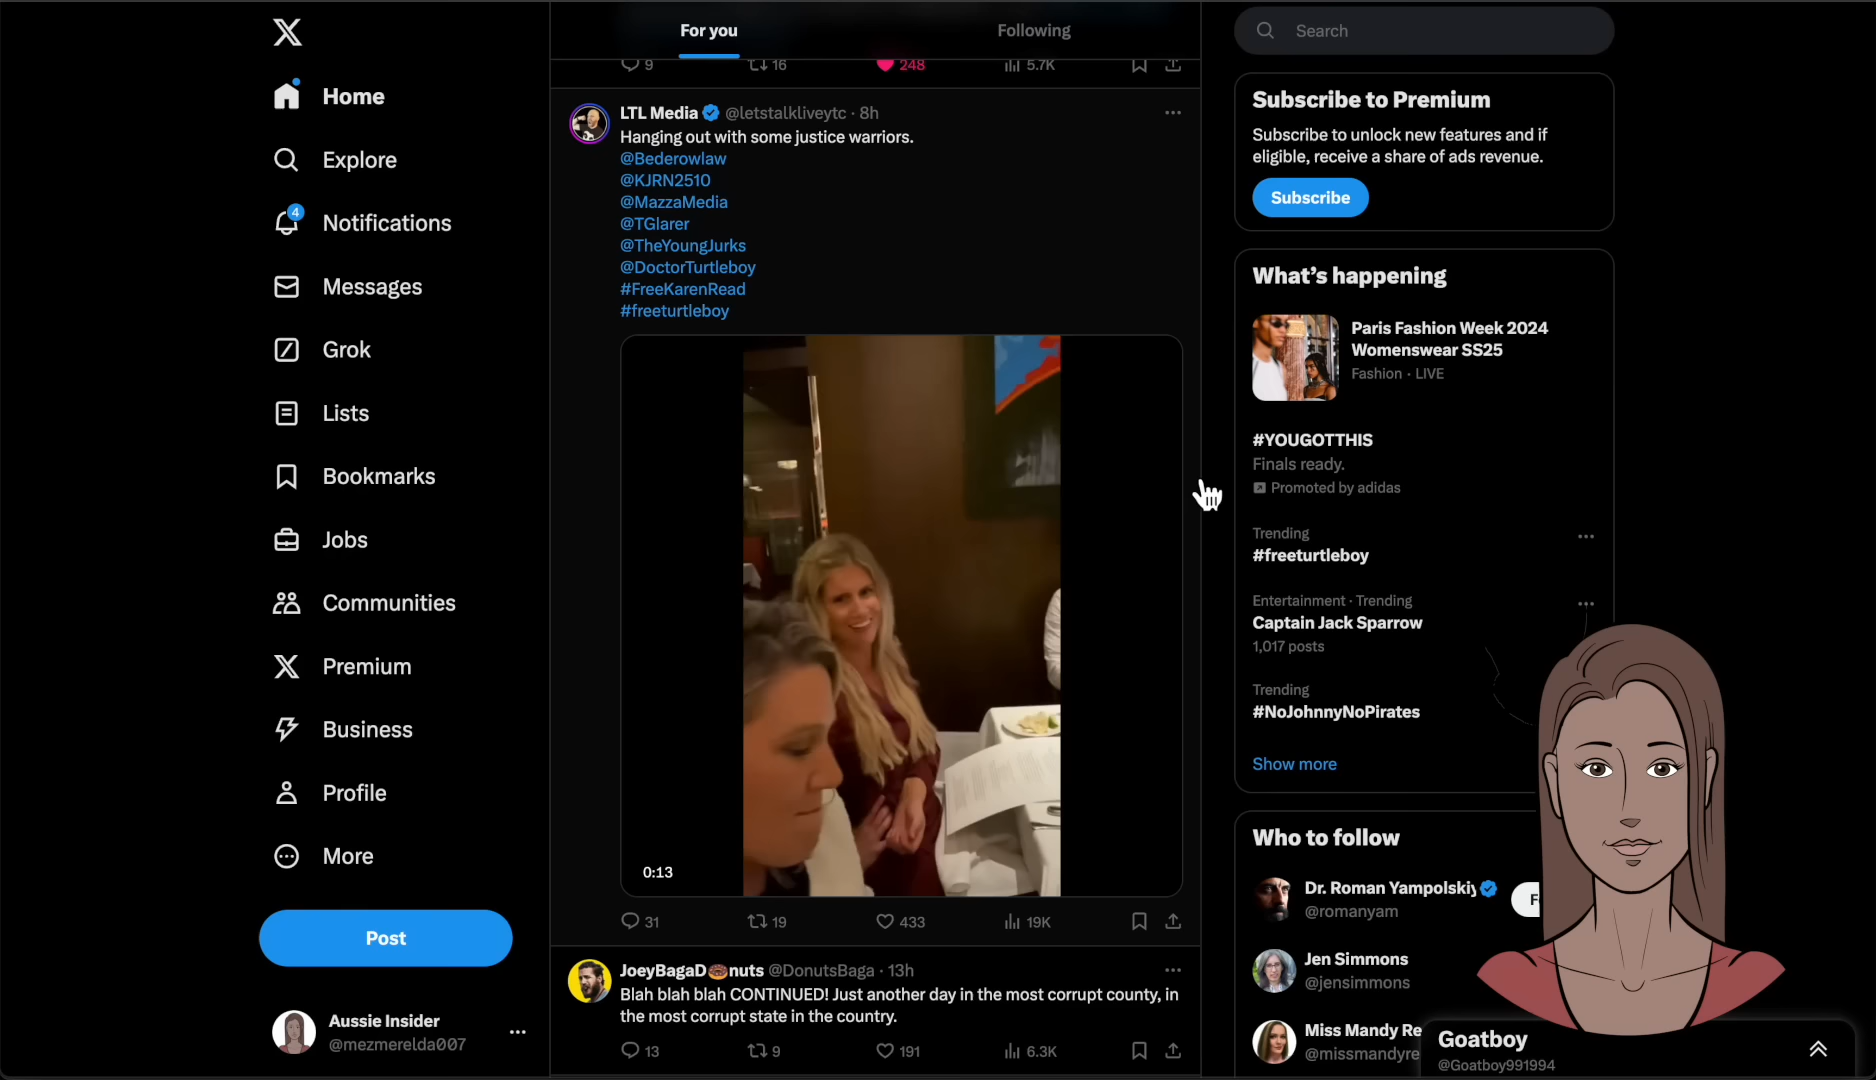 Home
Explore
4
Notifications
Messages
Grok
Lists
Bookmarks
Jobs
Communities
Premium
Business
Profile
More
Post
Aussie Insider
@mezmerelda007
For you
Following
9
16
248
5.7K
LTL Media @letstalkliveytc · 8h
Hanging out with some justice warriors.
@Bederowlaw
@KJRN2510
@MazzaMedia
@TGlarer
@TheYoungJurks
@DoctorTurtleboy
#FreeKarenRead
#freeturtleboy
0:13
31
19
433
19K
JoeyBagaD🍩nuts @DonutsBaga · 13h
Blah blah blah CONTINUED! Just another day in the most corrupt county, in
the most corrupt state in the country.
13
9
191
6.3K
Search
Subscribe to Premium
Subscribe to unlock new features and if
eligible, receive a share of ads revenue.
Subscribe
What's happening
Paris Fashion Week 2024
Womenswear SS25
Fashion · LIVE
#YOUGOTTHIS
Finals ready.
Promoted by adidas
Trending
#freeturtleboy
Entertainment · Trending
Captain Jack Sparrow
1,017 posts
Trending
#NoJohnnyNoPirates
Show more
Who to follow
Dr. Roman Yampolskiy
@romanyam
Jen Simmons
@jensimmons
Miss Mandy Re
@missmandyre
Goatboy
@Goatboy991994